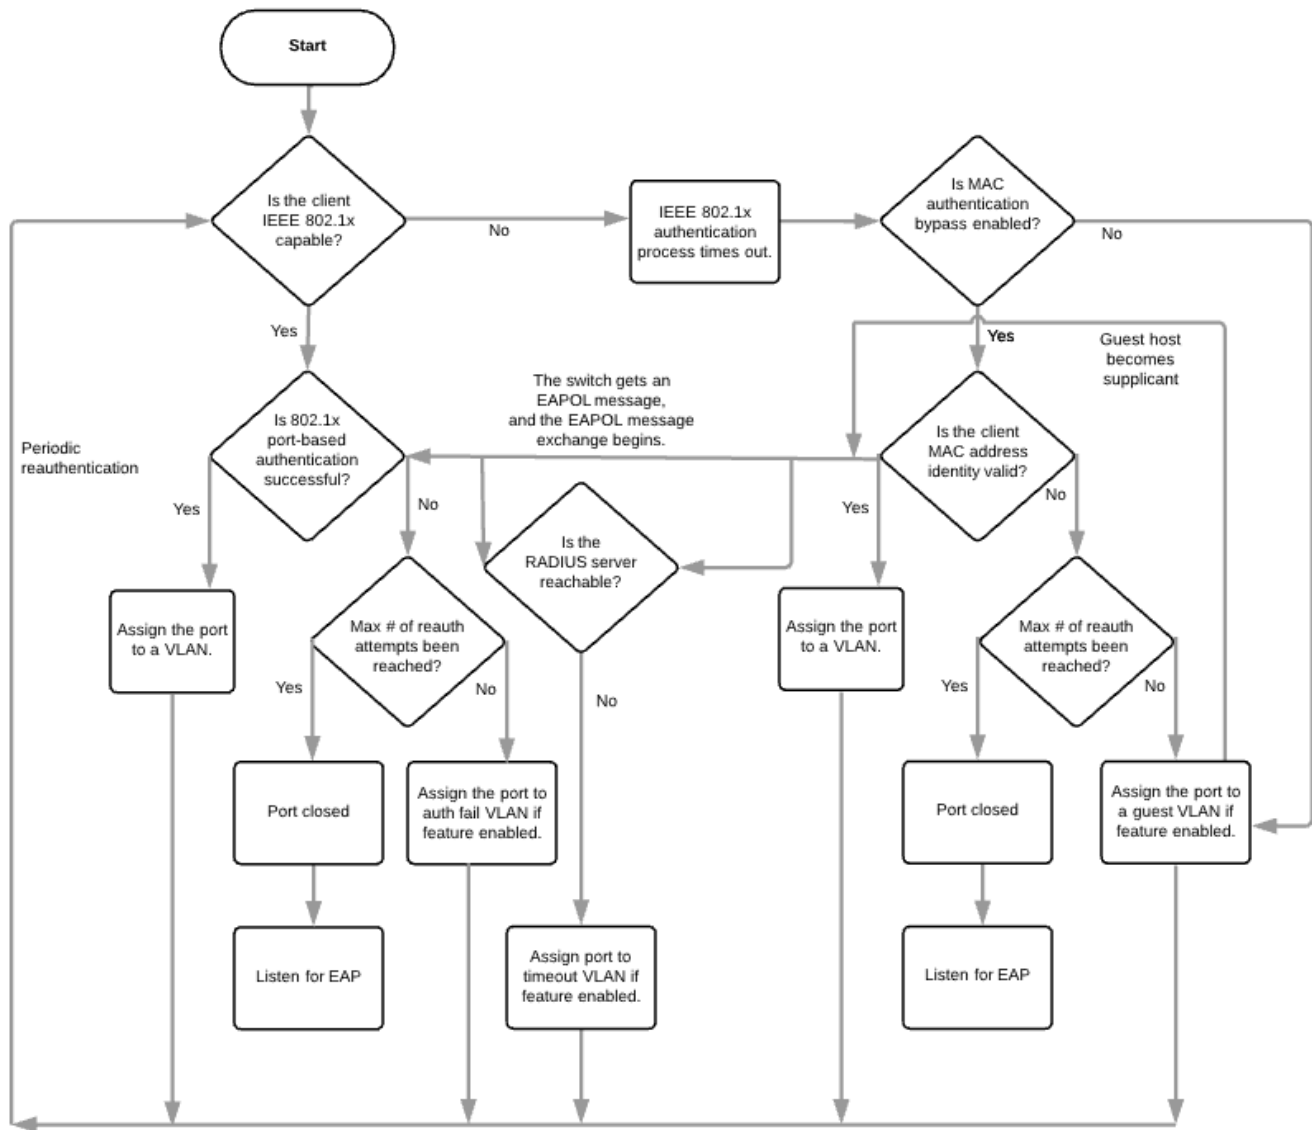 Start
Is the client
IEEE 802.1x
capable?
No
IEEE 802.1x
authentication
process times out.
Is MAC
authentication
bypass enabled?
No
Yes
Yes
Guest host
becomes
supplicant
The switch gets an
EAPOL message,
and the EAPOL message
exchange begins.
Periodic
reauthentication
Is 802.1x
port-based
authentication
successful?
Is the client
MAC address
identity valid?
Yes
No
Yes
No
Is the
RADIUS server
reachable?
Assign the port
to a VLAN.
Max # of reauth
attempts been
reached?
Assign the port
to a VLAN.
Max # of reauth
attempts been
reached?
Yes
No
No
Yes
No
Port closed
Assign the port to
auth fail VLAN if
feature enabled.
Port closed
Assign the port to
a guest VLAN if
feature enabled.
Listen for EAP
Assign port to
timeout VLAN if
feature enabled.
Listen for EAP